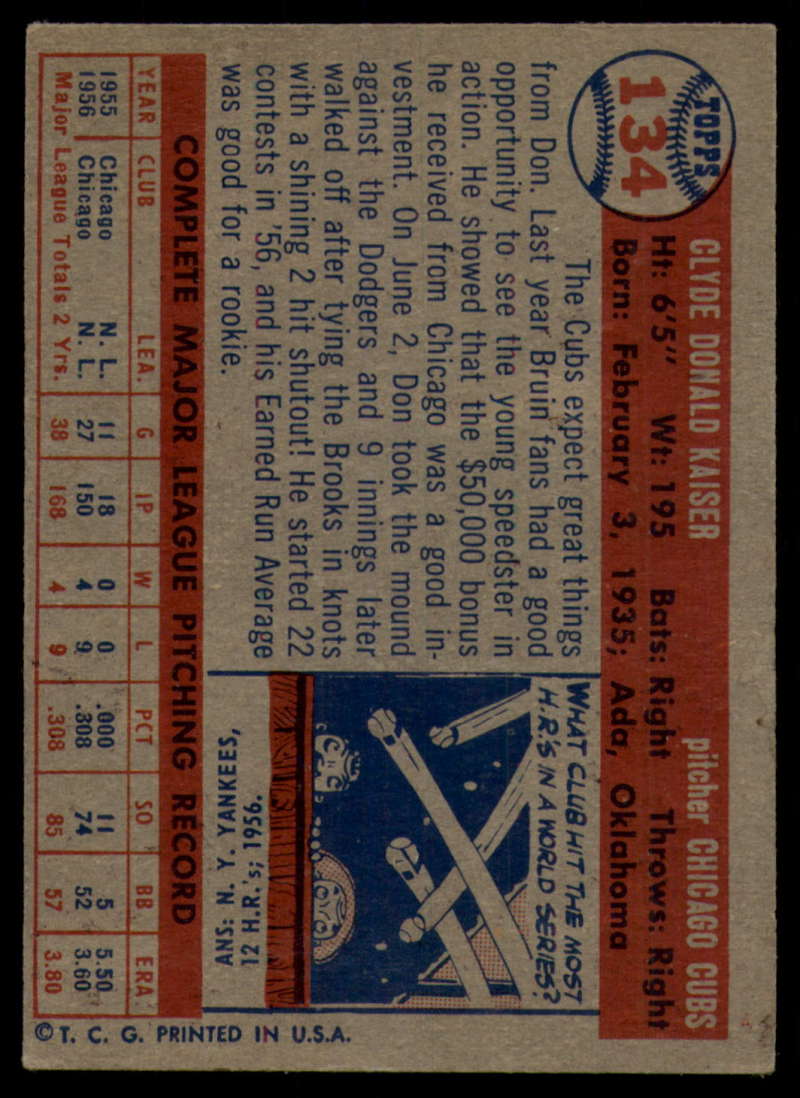 TOPPS
134
CLYDE DONALD KAISER pitcher CHICAGO CUBS
Ht: 6'5" Wt: 195 Bats: Right Throws: Right
Born: February 3, 1935; Ada, Oklahoma
The Cubs expect great things
from Don. Last year Bruin fans had a good
opportunity to see the young speedster in
action. He showed that the $50,000 bonus
he received from Chicago was a good in-
vestment. On June 2, Don took the mound
against the Dodgers and 9 innings later
walked off after tying the Brooks in knots
with a shining 2 hit shutout! He started 22
contests in '56, and his Earned Run Average
was good for a rookie.
WHAT CLUB HIT THE MOST
H.R.'S IN A WORLD SERIES?
ANS: N. Y. YANKEES,
12 H.R.'s; 1956.
COMPLETE MAJOR LEAGUE PITCHING RECORD
YEAR CLUB LEA. G IP W L PCT SO BB ERA
1955 Chicago N. L. 11 18 0 0 .000 11 5 5.50
1956 Chicago N. L. 27 150 4 9 .308 74 52 3.60
Major League Totals 2 Yrs. 38 168 4 9 .308 85 57 3.80
© T. C. G. PRINTED IN U.S.A.